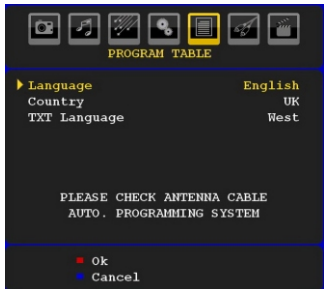 PROGRAM TABLE
Language English
Country UK
TXT Language West
PLEASE CHECK ANTENNA CABLE
AUTO. PROGRAMMING SYSTEM
Ok
Cancel